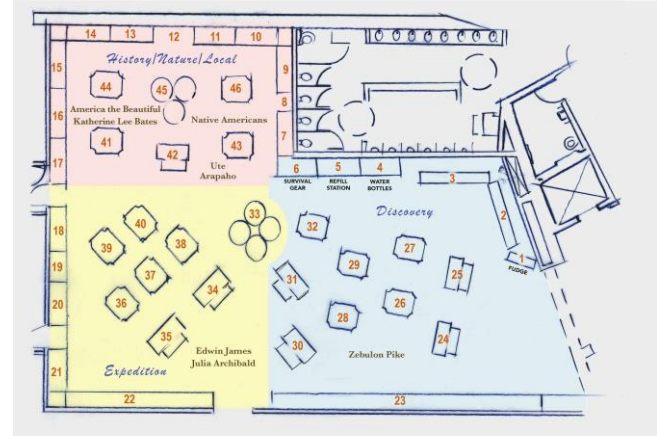 14 13 12 11 10
History/Nature/Local
15
9
44 45 46
16
America the Beautiful
Katherine Lee Bates
Native Americans
8
7
41 42 43
17
Ute
Arapaho
6 5 4
SURVIVAL
GEAR
REFILL
STATION
WATER
BOTTLES
3
2
1
FUDGE
Discovery
18
40
33
32
39
38
27
19
37
29
25
31
20
36
34
26
28
35
30
24
Edwin James
Julia Archibald
Zebulon Pike
21
Expedition
22
23